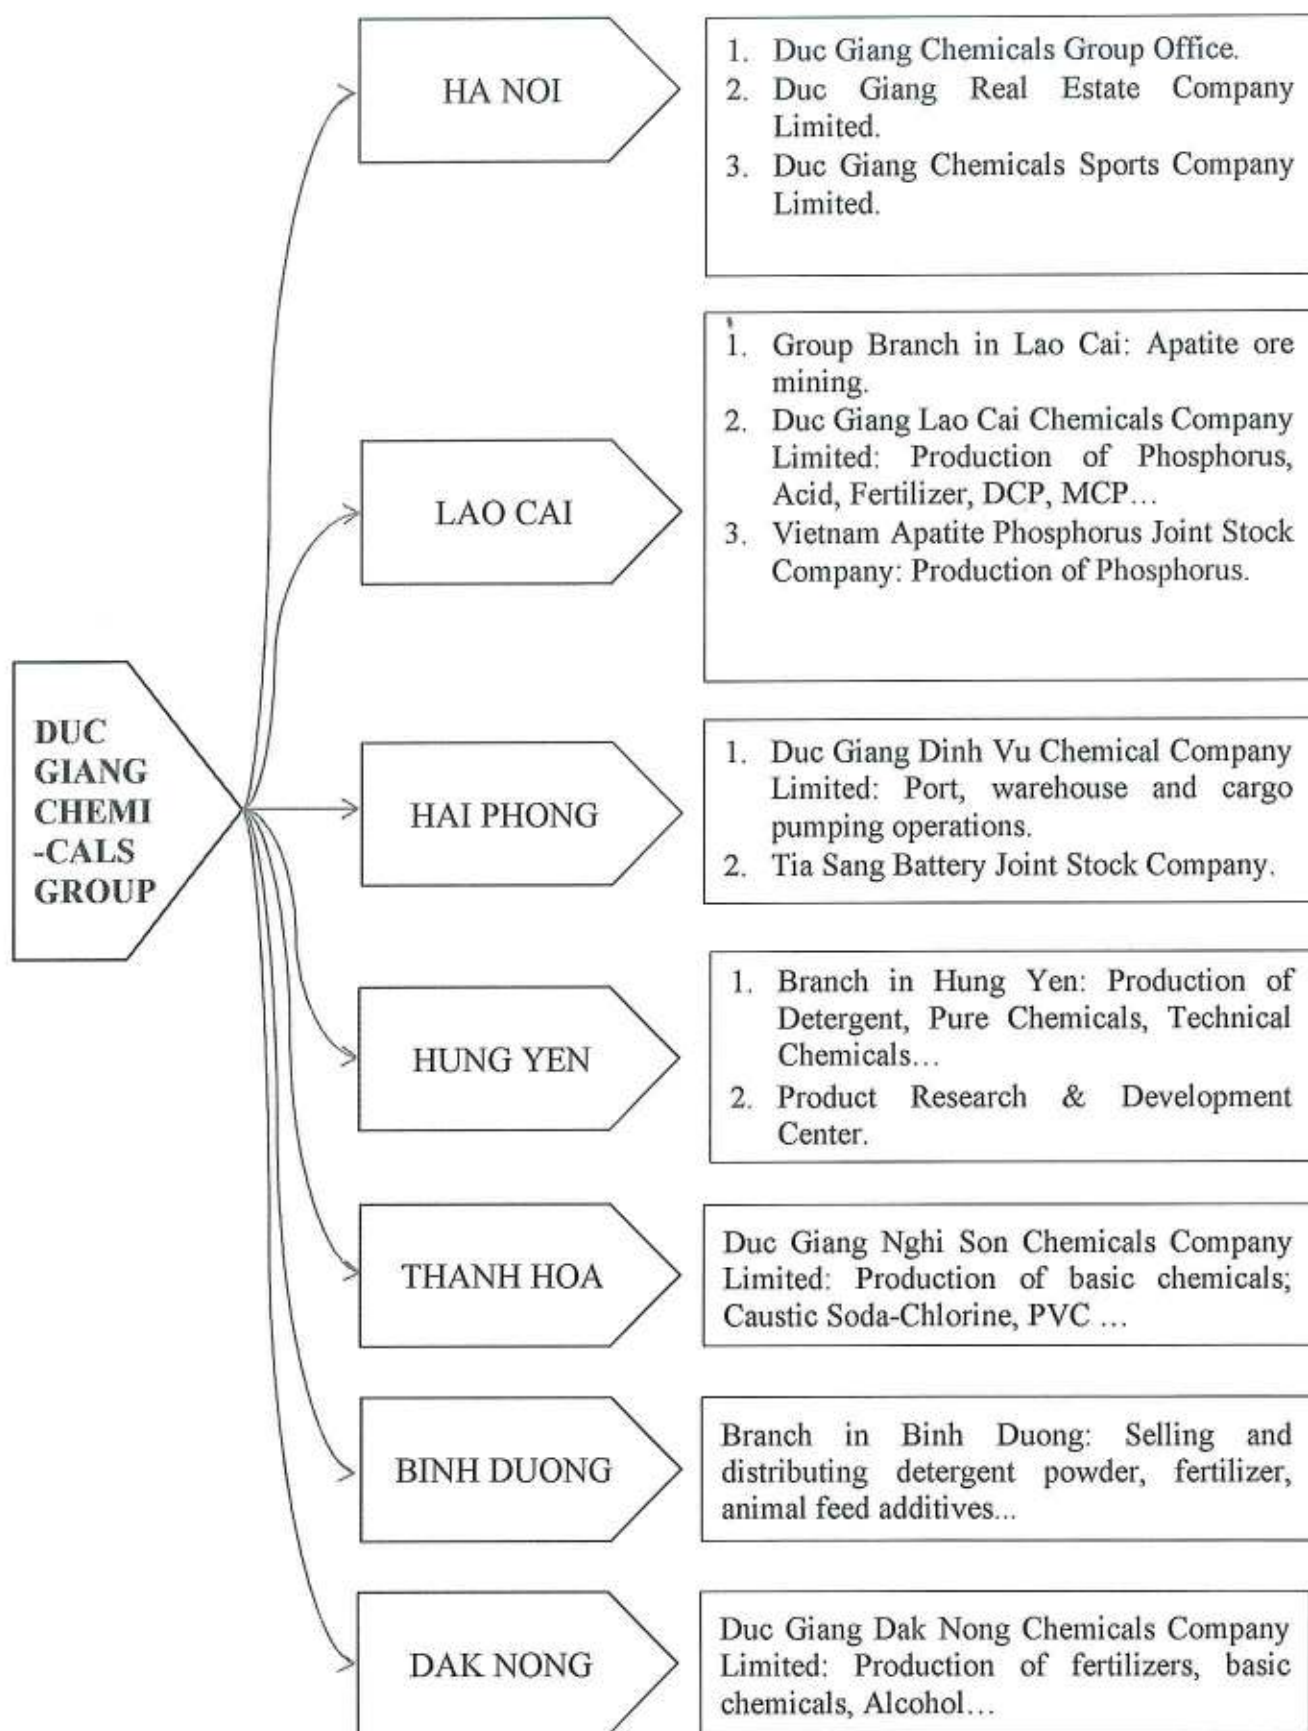 DUC
GIANG
CHEMI
-CALS
GROUP
HA NOI
1. Duc Giang Chemicals Group Office.
2. Duc Giang Real Estate Company
Limited.
3. Duc Giang Chemicals Sports Company
Limited.
LAO CAI
1. Group Branch in Lao Cai: Apatite ore
mining.
2. Duc Giang Lao Cai Chemicals Company
Limited: Production of Phosphorus,
Acid, Fertilizer, DCP, MCP…
3. Vietnam Apatite Phosphorus Joint Stock
Company: Production of Phosphorus.
HAI PHONG
1. Duc Giang Dinh Vu Chemical Company
Limited: Port, warehouse and cargo
pumping operations.
2. Tia Sang Battery Joint Stock Company.
HUNG YEN
1. Branch in Hung Yen: Production of
Detergent, Pure Chemicals, Technical
Chemicals…
2. Product Research & Development
Center.
THANH HOA
Duc Giang Nghi Son Chemicals Company
Limited: Production of basic chemicals;
Caustic Soda-Chlorine, PVC …
BINH DUONG
Branch in Binh Duong: Selling and
distributing detergent powder, fertilizer,
animal feed additives...
DAK NONG
Duc Giang Dak Nong Chemicals Company
Limited: Production of fertilizers, basic
chemicals, Alcohol…